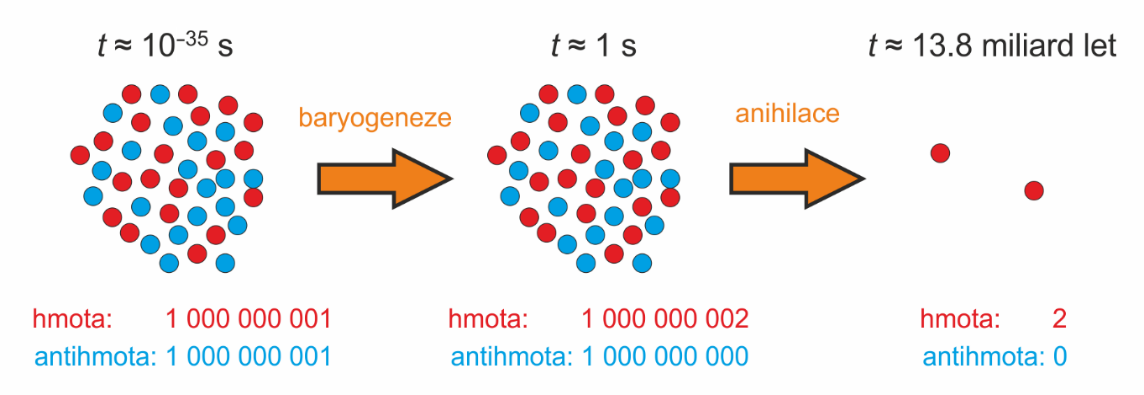 t ≈ 10⁻³⁵ s
t ≈ 1 s
t ≈ 13.8 miliard let
baryogeneze
anihilace
hmota: 1 000 000 001
antihmota: 1 000 000 001
hmota: 1 000 000 002
antihmota: 1 000 000 000
hmota: 2
antihmota: 0